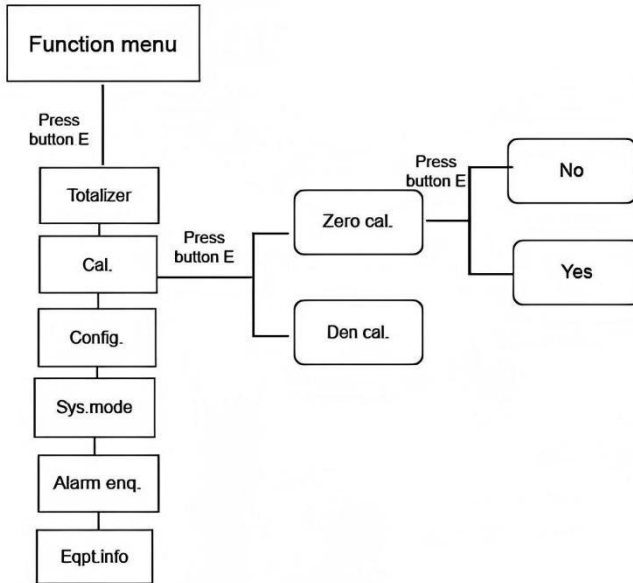 Function menu
Press
button E
Totalizer
Cal.
Press
button E
Zero cal.
Press
button E
No
Yes
Den cal.
Config.
Sys.mode
Alarm enq.
Eqpt.info